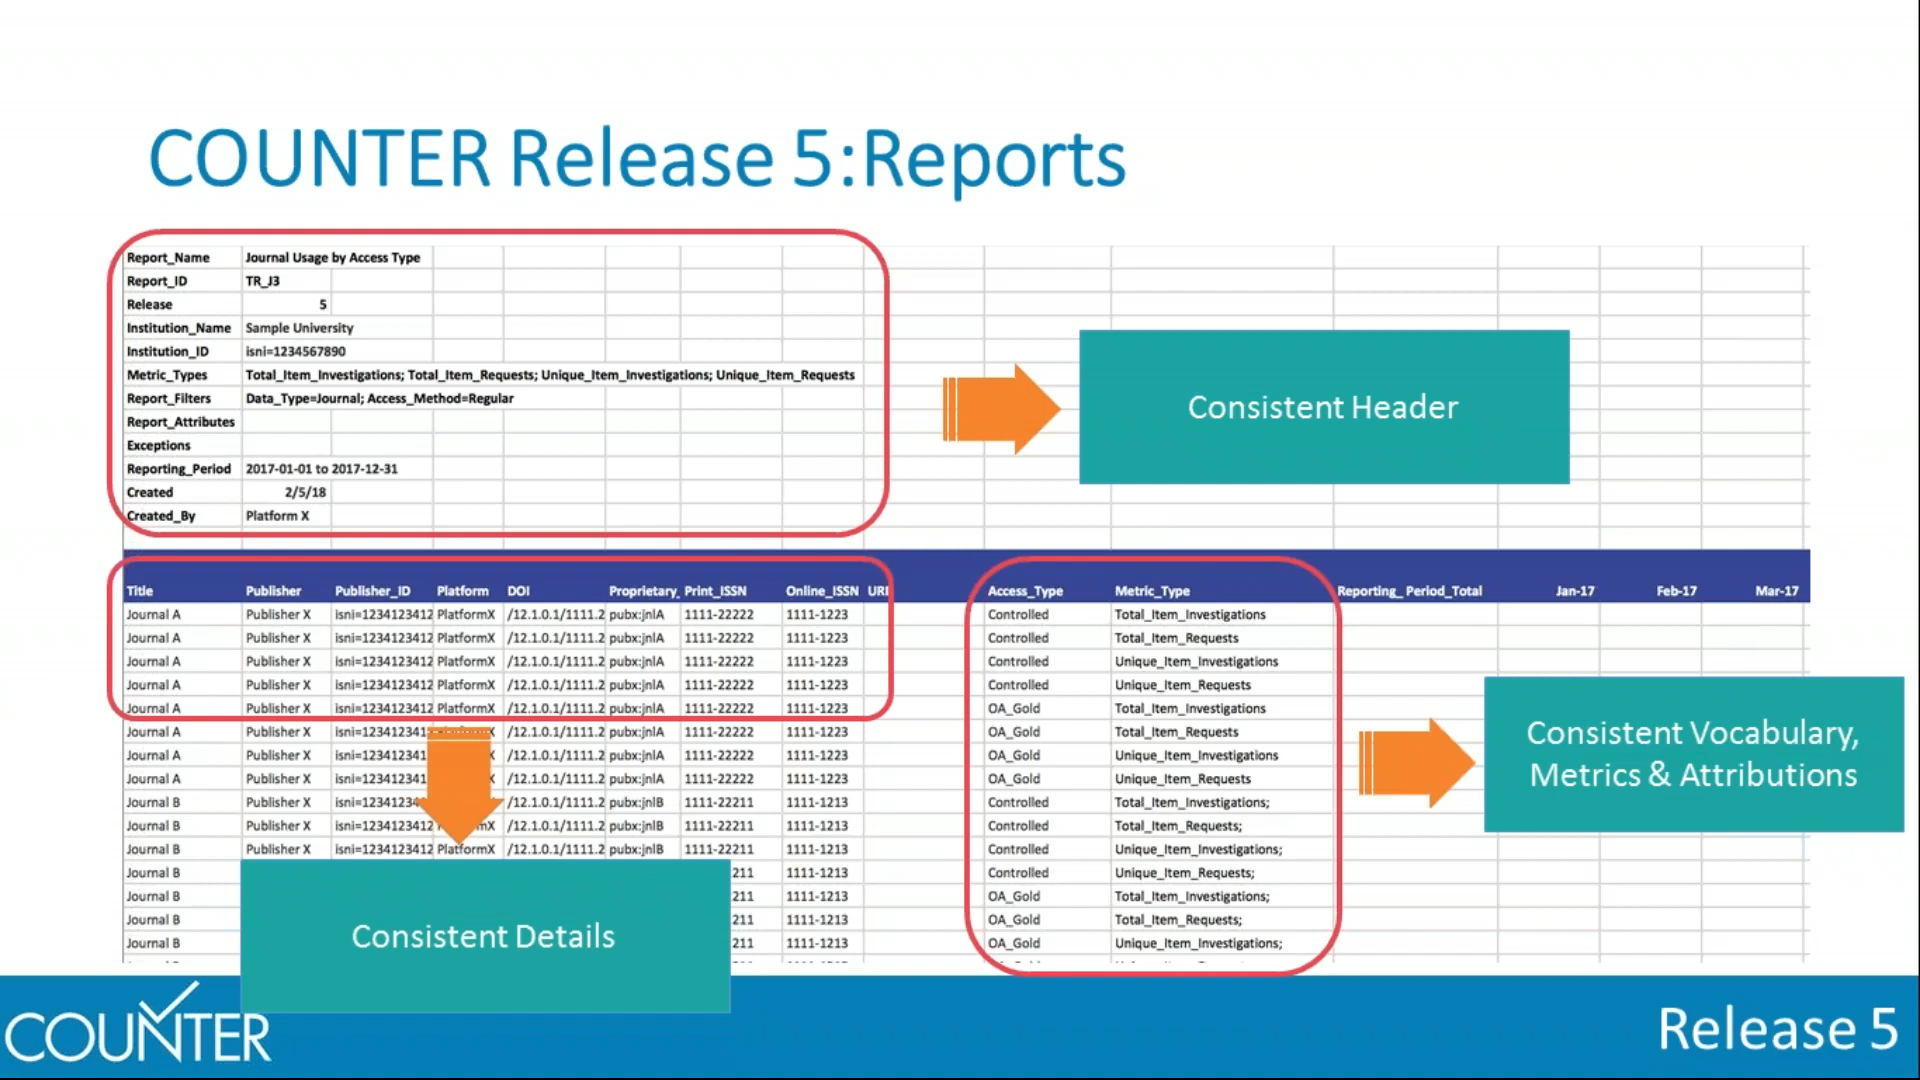 COUNTER Release 5:Reports
Report_Name Journal Usage by Access Type
Report_ID TR_J3
Release 5
Institution_Name Sample University
Institution_ID isni=1234567890
Metric_Types Total_Item_Investigations; Total_Item_Requests; Unique_Item_Investigations; Unique_Item_Requests
Report_Filters Data_Type=Journal; Access_Method=Regular
Report_Attributes
Exceptions
Reporting_Period 2017-01-01 to 2017-12-31
Created 2/5/18
Created_By Platform X
Consistent Header
Title Publisher Publisher_ID Platform DOI Proprietary_ Print_ISSN Online_ISSN URI Access_Type Metric_Type Reporting_ Period_Total Jan-17 Feb-17 Mar-17
Journal A Publisher X isni=1234123412 PlatformX /12.1.0.1/1111.2 pubx:jnlA 1111-22222 1111-1223 Controlled Total_Item_Investigations
Journal A Publisher X isni=1234123412 PlatformX /12.1.0.1/1111.2 pubx:jnlA 1111-22222 1111-1223 Controlled Total_Item_Requests
Journal A Publisher X isni=1234123412 PlatformX /12.1.0.1/1111.2 pubx:jnlA 1111-22222 1111-1223 Controlled Unique_Item_Investigations
Journal A Publisher X isni=1234123412 PlatformX /12.1.0.1/1111.2 pubx:jnlA 1111-22222 1111-1223 Controlled Unique_Item_Requests
Journal A Publisher X isni=1234123412 PlatformX /12.1.0.1/1111.2 pubx:jnlA 1111-22222 1111-1223 OA_Gold Total_Item_Investigations
Journal A Publisher X isni=123412341 /12.1.0.1/1111.2 pubx:jnlA 1111-22222 1111-1223 OA_Gold Total_Item_Requests
Journal A Publisher X isni=123412341 /12.1.0.1/1111.2 pubx:jnlA 1111-22222 1111-1223 OA_Gold Unique_Item_Investigations
Journal A Publisher X isni=123412341 /12.1.0.1/1111.2 pubx:jnlA 1111-22222 1111-1223 OA_Gold Unique_Item_Requests
Journal B Publisher X isni=12341234 /12.1.0.1/1111.2 pubx:jnlB 1111-22211 1111-1213 Controlled Total_Item_Investigations;
Journal B Publisher X isni=1234123412 /12.1.0.1/1111.2 pubx:jnlB 1111-22211 1111-1213 Controlled Total_Item_Requests;
Journal B Publisher X isni=1234123412 PlatformX /12.1.0.1/1111.2 pubx:jnlB 1111-22211 1111-1213 Controlled Unique_Item_Investigations;
Journal B 211 1111-1213 Controlled Unique_Item_Requests;
Journal B 211 1111-1213 OA_Gold Total_Item_Investigations;
Journal B 211 1111-1213 OA_Gold Total_Item_Requests;
Journal B 211 1111-1213 OA_Gold Unique_Item_Investigations;
Consistent Vocabulary,
Metrics & Attributions
Consistent Details
COUNTER
Release 5